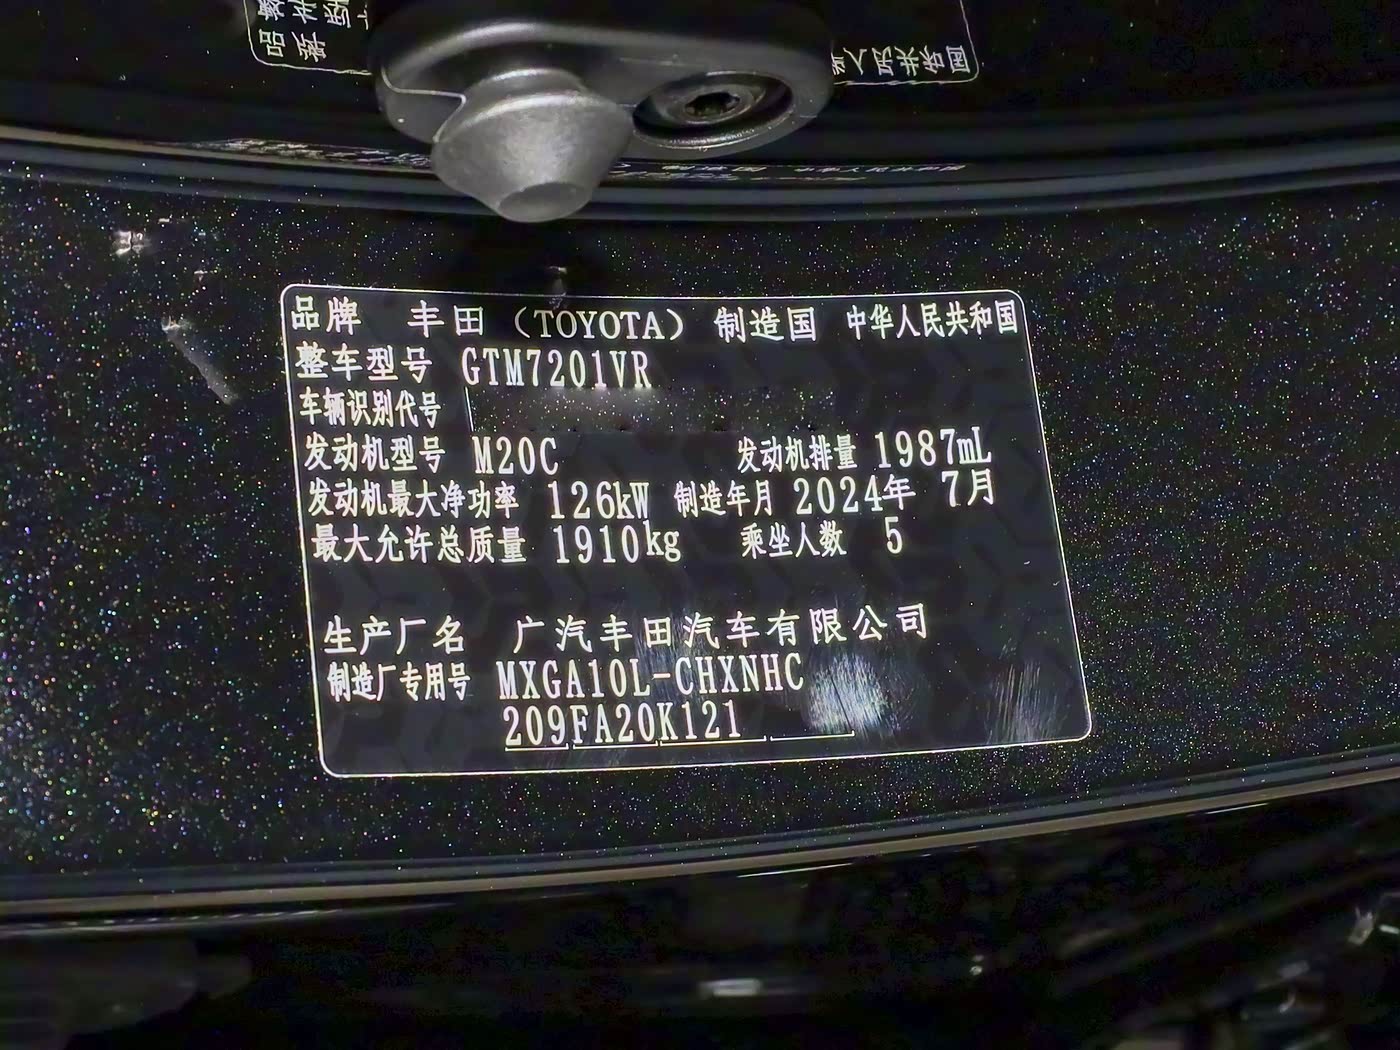 品牌 丰田（TOYOTA） 制造国 中华人民共和国
整车型号 GTM7201VR
车辆识别代号
发动机型号 M20C 发动机排量 1987mL
发动机最大净功率 126kW 制造年月 2024年 7月
最大允许总质量 1910kg 乘坐人数 5
生产厂名 广汽丰田汽车有限公司
制造厂专用号 MXGA10L-CHXNHC
209FA20K121